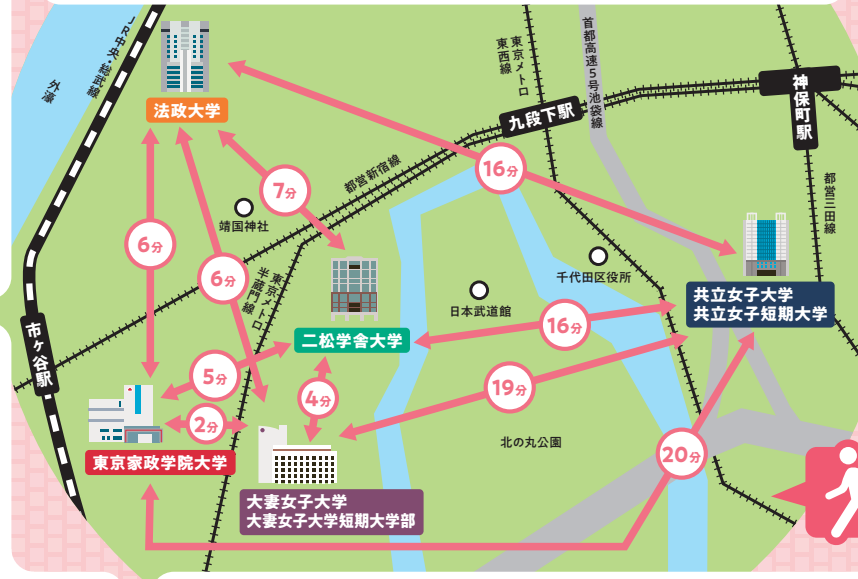 JR中央・総武線
外濠
法政大学
東京メトロ
東西線
首都高速5号池袋線
九段下駅
神保町駅
都営新宿線
都営三田線
16分
7分
靖国神社
6分
6分
東京メトロ
半蔵門線
千代田区役所
日本武道館
共立女子大学
共立女子短期大学
二松学舎大学
16分
市ヶ谷駅
5分
19分
4分
2分
北の丸公園
20分
東京家政学院大学
大妻女子大学
大妻女子大学短期大学部